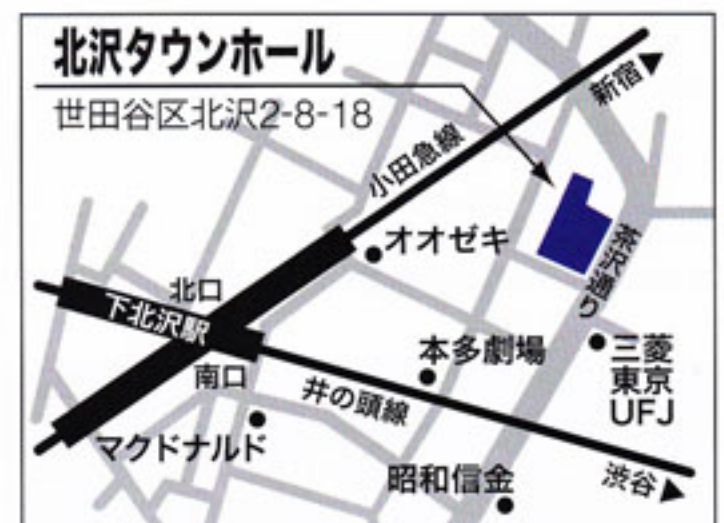 北沢タウンホール
世田谷区北沢2-8-18
新宿▶
小田急線
オオゼキ
茶沢通り
北口
下北沢駅
南口
本多劇場
三菱
東京
UFJ
井の頭線
マクドナルド
昭和信金
渋谷▶